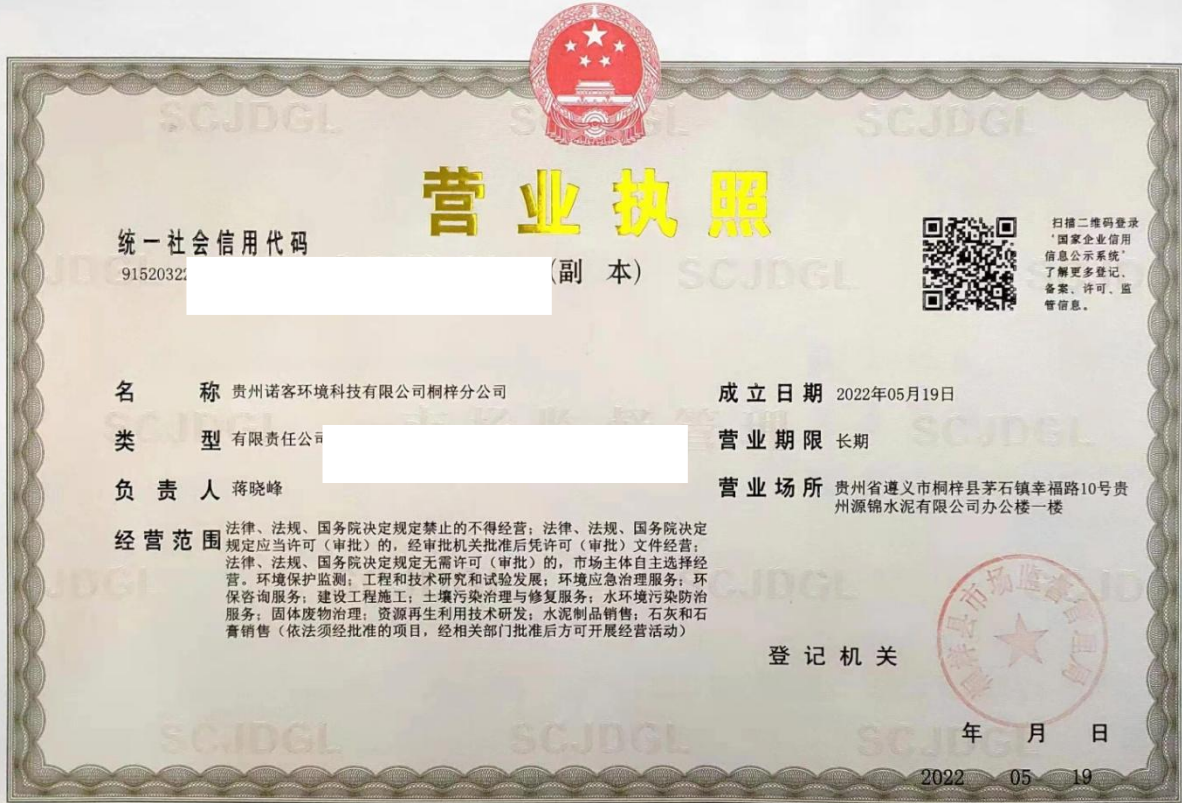 营业执照
(副 本)
统一社会信用代码
9152032
扫描二维码登录
‘国家企业信用
信息公示系统’
了解更多登记、
备案、许可、监
管信息。
名称 贵州诺客环境科技有限公司桐梓分公司
类型 有限责任公司
负责人 蒋晓峰
经营范围 法律、法规、国务院决定规定禁止的不得经营；法律、法规、国务院决定
规定应当许可（审批）的，经审批机关批准后凭许可（审批）文件经营；
法律、法规、国务院决定规定无需许可（审批）的，市场主体自主选择经
营。环境保护监测；工程和技术研究和试验发展；环境应急治理服务；环
保咨询服务；建设工程施工；土壤污染治理与修复服务；水环境污染防治
服务；固体废物治理；资源再生利用技术研发；水泥制品销售；石灰和石
膏销售（依法须经批准的项目，经相关部门批准后方可开展经营活动）
成立日期 2022年05月19日
营业期限 长期
营业场所 贵州省遵义市桐梓县茅石镇幸福路10号贵
州源锦水泥有限公司办公楼一楼
登记机关
桐梓县市场监督管理局
年 月 日
2022 05 19
SCJDGL